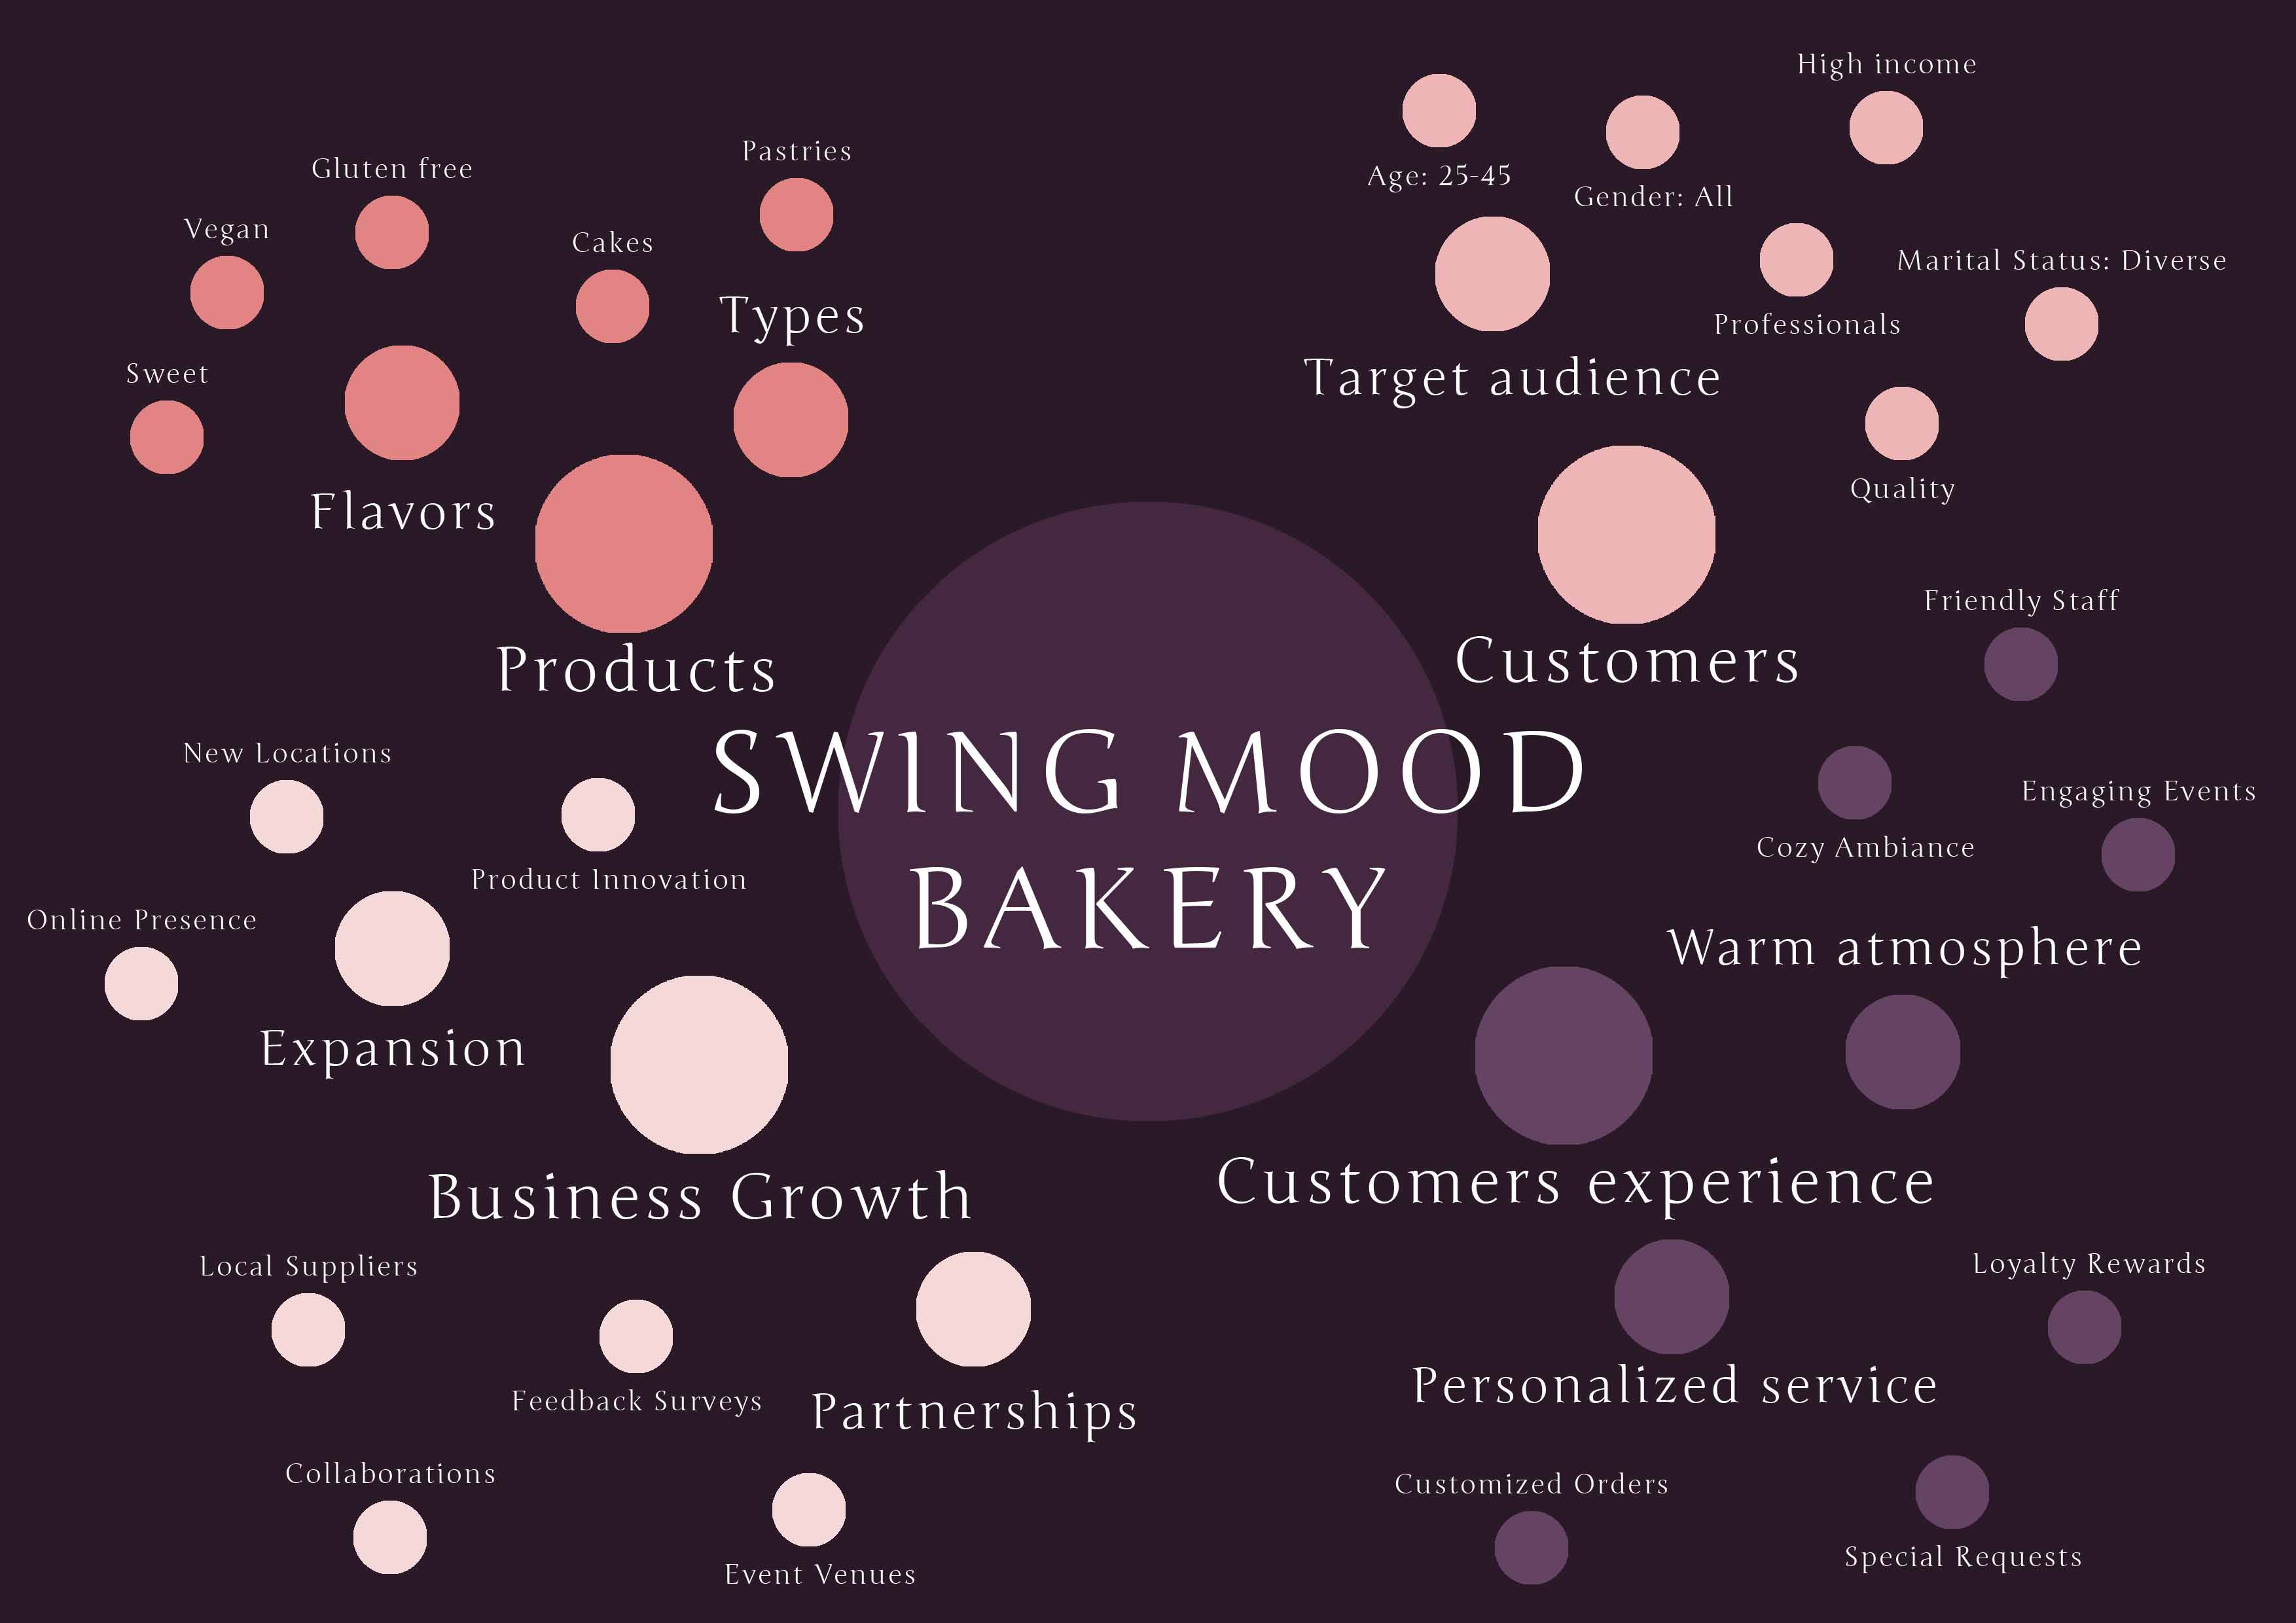 SWING MOOD
BAKERY
Products
Flavors
Sweet
Vegan
Gluten free
Types
Cakes
Pastries
Customers
Target audience
Age: 25-45
Gender: All
High income
Professionals
Marital Status: Diverse
Quality
Customers experience
Warm atmosphere
Friendly Staff
Cozy Ambiance
Engaging Events
Personalized service
Loyalty Rewards
Customized Orders
Special Requests
Business Growth
Expansion
New Locations
Product Innovation
Online Presence
Partnerships
Local Suppliers
Feedback Surveys
Collaborations
Event Venues